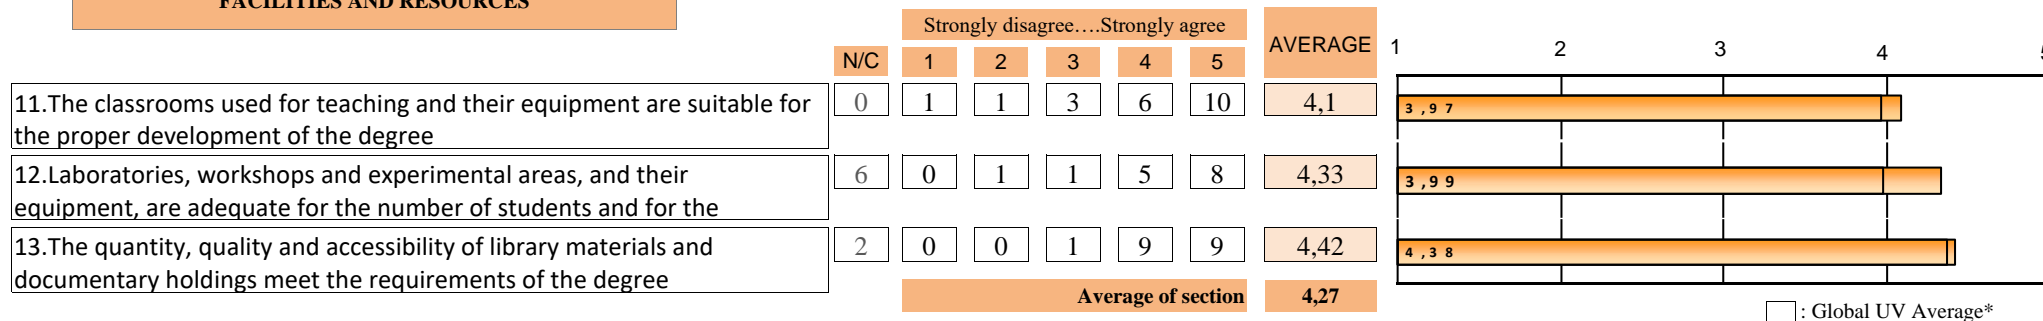 FACILITIES AND RESOURCES
Strongly disagree….Strongly agree
AVERAGE
N/C 1 2 3 4 5
1 2 3 4 5
11.The classrooms used for teaching and their equipment are suitable for
the proper development of the degree
0 1 1 3 6 10 4,1
3,97
12.Laboratories, workshops and experimental areas, and their
equipment, are adequate for the number of students and for the
6 0 1 1 5 8 4,33
3,99
13.The quantity, quality and accessibility of library materials and
documentary holdings meet the requirements of the degree
2 0 0 1 9 9 4,42
4,38
Average of section 4,27
: Global UV Average*